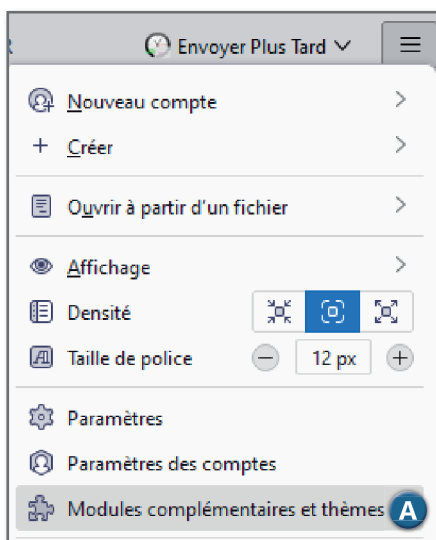 Envoyer Plus Tard
Nouveau compte
Créer
Ouvrir à partir d'un fichier
Affichage
Densité
Taille de police 12 px
Paramètres
Paramètres des comptes
Modules complémentaires et thèmes A